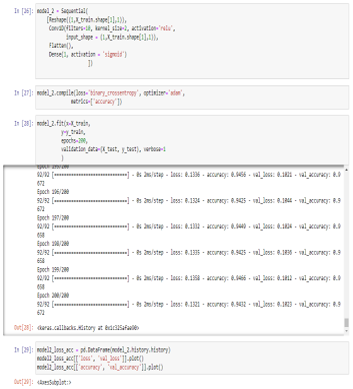 In [26]: model_2 = Sequential(
[Reshape((1,X_train.shape[1],1)),
Conv1D(filters=10, kernel_size=2, activation='relu',
input_shape = (1,X_train.shape[1],1)),
Flatten(),
Dense(1, activation = 'sigmoid')
])
In [27]: model_2.compile(loss='binary_crossentropy', optimizer='adam',
metrics=['accuracy'])
In [28]: model_2.fit(x=X_train,
y=y_train,
epochs=200,
validation_data=(X_test, y_test), verbose=1
)
Epoch 195/200
92/92 [==============================] - 0s 2ms/step - loss: 0.1336 - accuracy: 0.9456 - val_loss: 0.1021 - val_accuracy: 0.9
672
Epoch 196/200
92/92 [==============================] - 0s 2ms/step - loss: 0.1324 - accuracy: 0.9425 - val_loss: 0.1044 - val_accuracy: 0.9
672
Epoch 197/200
92/92 [==============================] - 0s 2ms/step - loss: 0.1332 - accuracy: 0.9449 - val_loss: 0.1024 - val_accuracy: 0.9
658
Epoch 198/200
92/92 [==============================] - 0s 2ms/step - loss: 0.1335 - accuracy: 0.9425 - val_loss: 0.1036 - val_accuracy: 0.9
658
Epoch 199/200
92/92 [==============================] - 0s 2ms/step - loss: 0.1358 - accuracy: 0.9466 - val_loss: 0.1012 - val_accuracy: 0.9
658
Epoch 200/200
92/92 [==============================] - 0s 2ms/step - loss: 0.1321 - accuracy: 0.9432 - val_loss: 0.1023 - val_accuracy: 0.9
672
Out[28]: <keras.callbacks.History at
In [29]: model2_loss_acc = pd.DataFrame(model_2.history.history)
model2_loss_acc[['loss', 'val_loss']].plot()
model2_loss_acc[['accuracy', 'val_accuracy']].plot()
Out[29]: <AxesSubplot:>